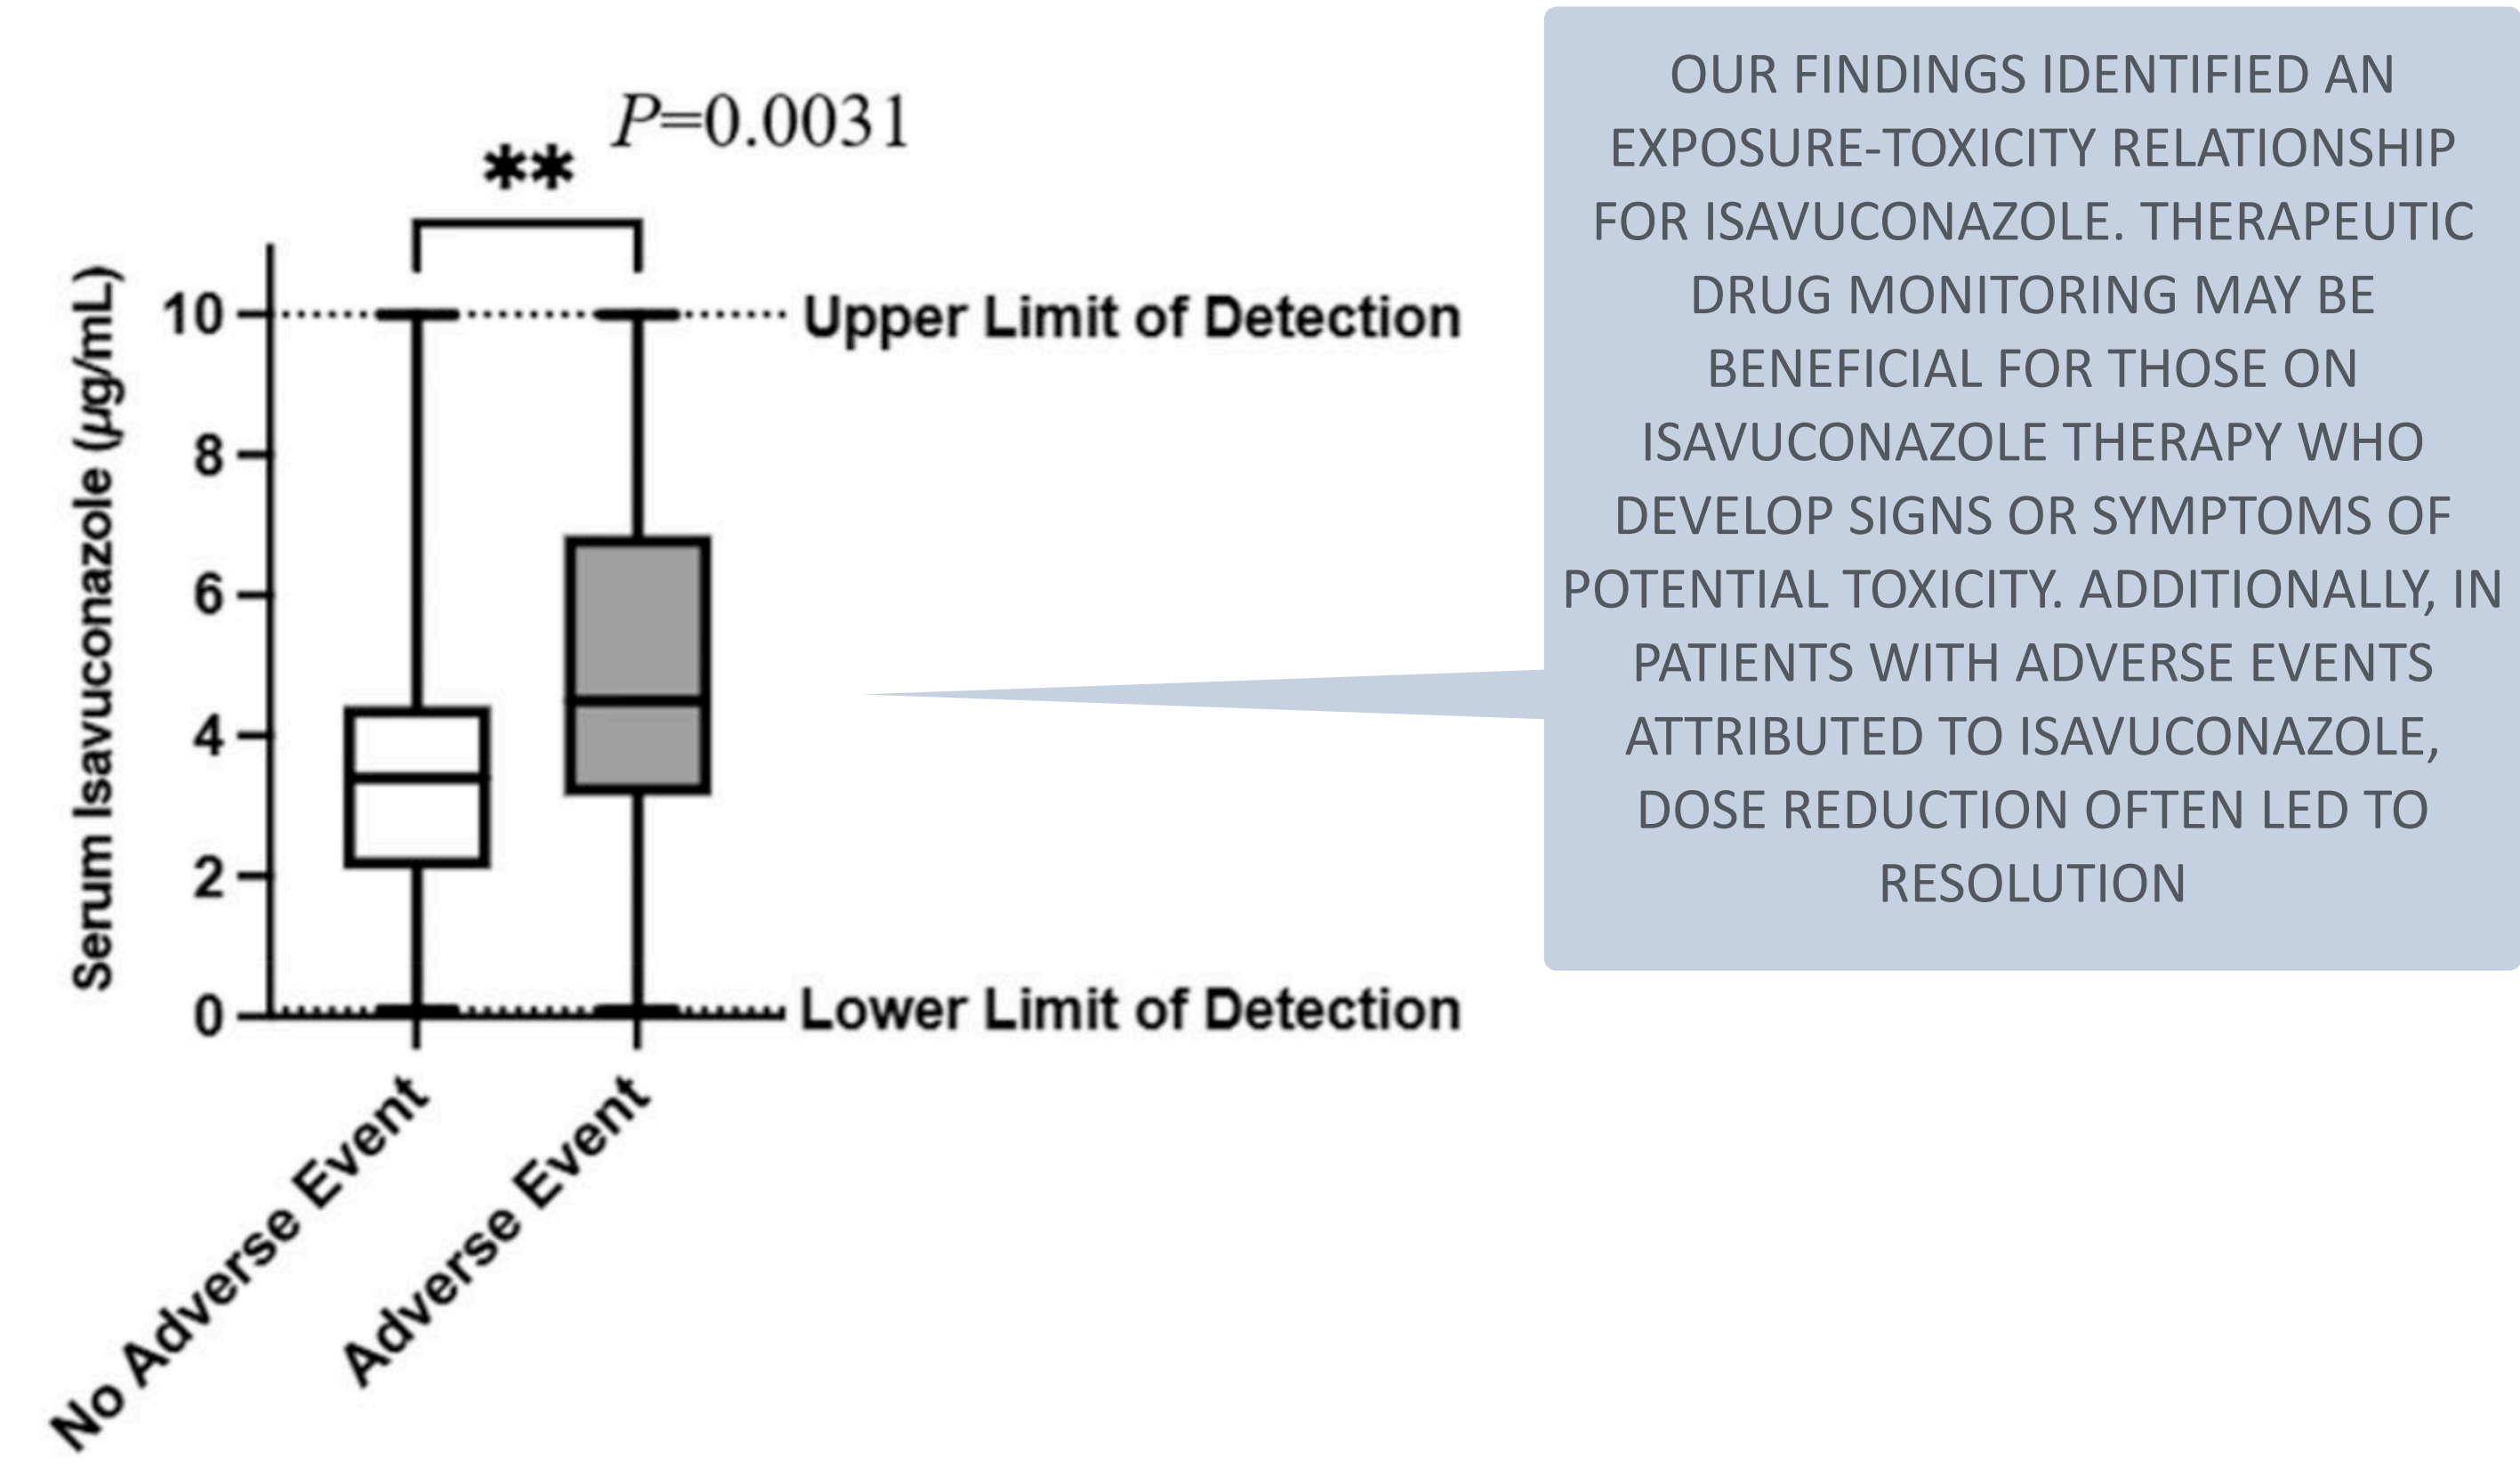 P=0.0031
**
Serum Isavuconazole (µg/mL)
10
8
6
4
2
0
Upper Limit of Detection
Lower Limit of Detection
No Adverse Event
Adverse Event
OUR FINDINGS IDENTIFIED AN
EXPOSURE-TOXICITY RELATIONSHIP
FOR ISAVUCONAZOLE. THERAPEUTIC
DRUG MONITORING MAY BE
BENEFICIAL FOR THOSE ON
ISAVUCONAZOLE THERAPY WHO
DEVELOP SIGNS OR SYMPTOMS OF
POTENTIAL TOXICITY. ADDITIONALLY, IN
PATIENTS WITH ADVERSE EVENTS
ATTRIBUTED TO ISAVUCONAZOLE,
DOSE REDUCTION OFTEN LED TO
RESOLUTION